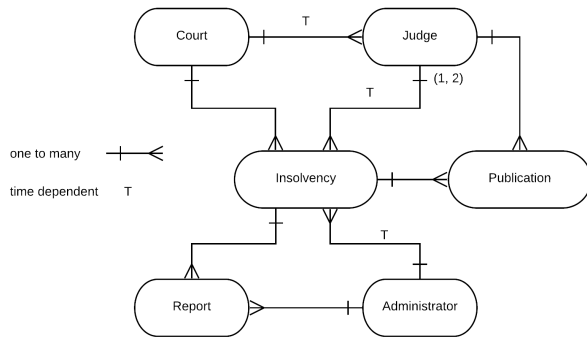 Court
T
Judge
T
(1, 2)
one to many
Insolvency
Publication
time dependent
T
T
Report
Administrator